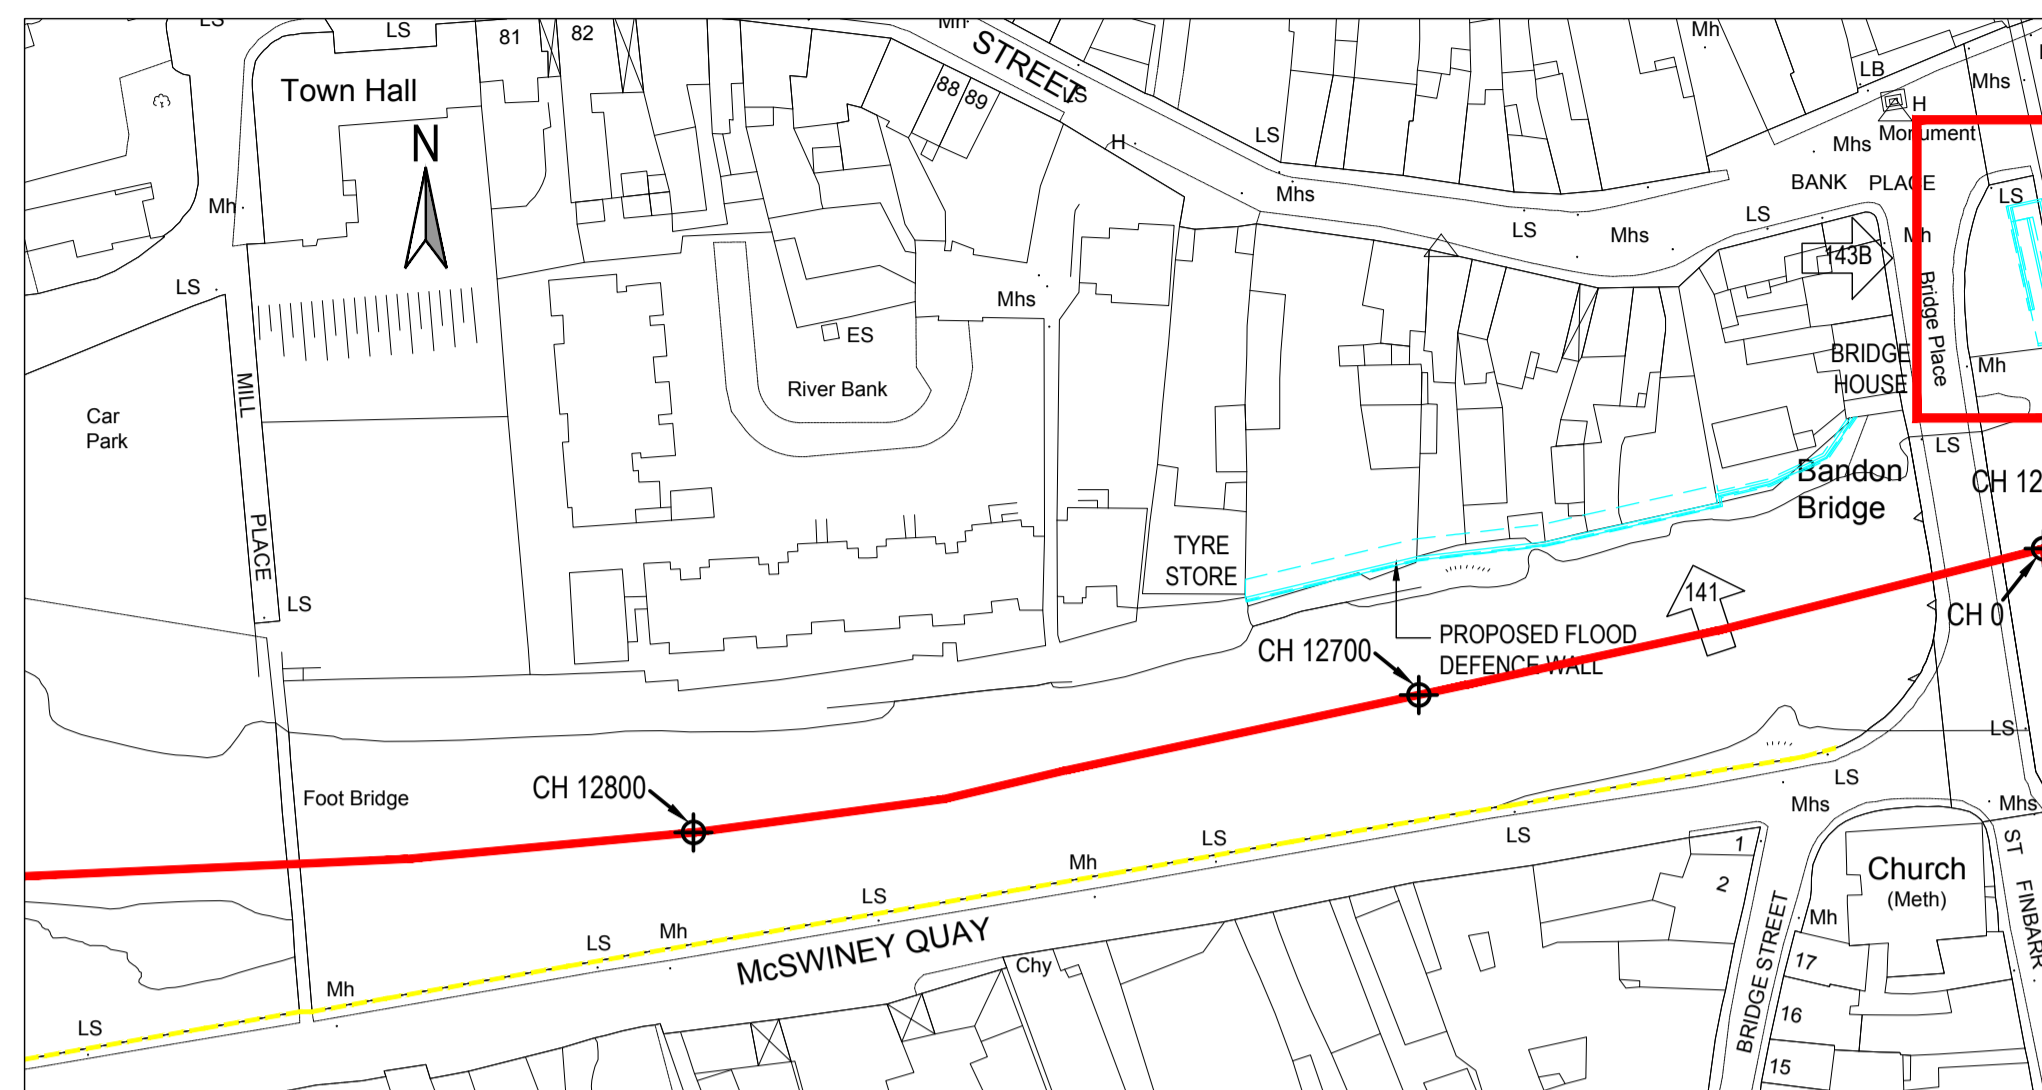 LS
LS
Mh
STREET
LS
Mh
81
82
Town Hall
88
89
LB
Mhs
H
Monument
N
H
LS
Mhs
BANK PLACE
LS
Mhs
Mh
LS
LS
Mhs
Mh
143B
LS
Mhs
ES
Bridge Place
River Bank
BRIDGE
HOUSE
Mh
MILL
PLACE
Car
Park
LS
Bandon
Bridge
CH 12
TYRE
STORE
LS
141
CH 0
PROPOSED FLOOD
DEFENCE WALL
CH 12700
LS
CH 12800
Foot Bridge
LS
Mhs
Mhs
LS
LS
Mh
LS
1
2
Church
(Meth)
ST FINBARR
BRIDGE STREET
Mh
Mh
LS
McSWINEY QUAY
Chy
17
16
15
Mh
LS